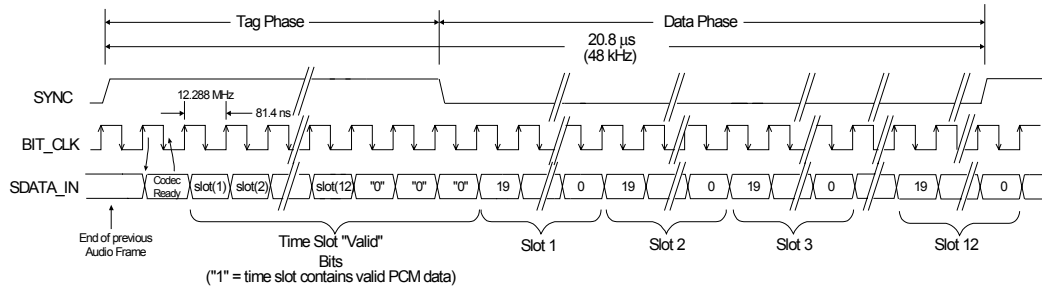 Tag Phase
Data Phase
20.8 µs
(48 kHz)
SYNC
12.288 MHz
81.4 ns
BIT_CLK
SDATA_IN
Codec
Ready
slot(1)
slot(2)
slot(12
"0"
"0"
"0"
19
0
19
0
19
0
19
0
End of previous
Audio Frame
Time Slot "Valid"
Bits
("1" = time slot contains valid PCM data)
Slot 1
Slot 2
Slot 3
Slot 12